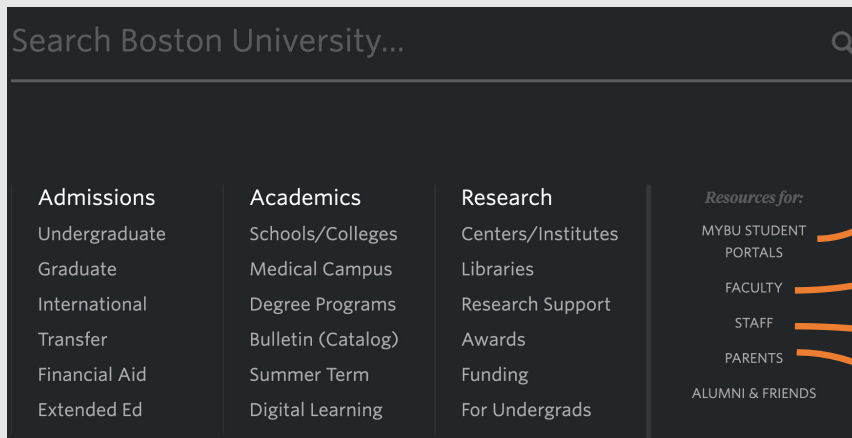 Search Boston University...
Admissions
Undergraduate
Graduate
International
Transfer
Financial Aid
Extended Ed
Academics
Schools/Colleges
Medical Campus
Degree Programs
Bulletin (Catalog)
Summer Term
Digital Learning
Research
Centers/Institutes
Libraries
Research Support
Awards
Funding
For Undergrads
Resources for:
MYBU STUDENT
PORTALS
FACULTY
STAFF
PARENTS
ALUMNI & FRIENDS